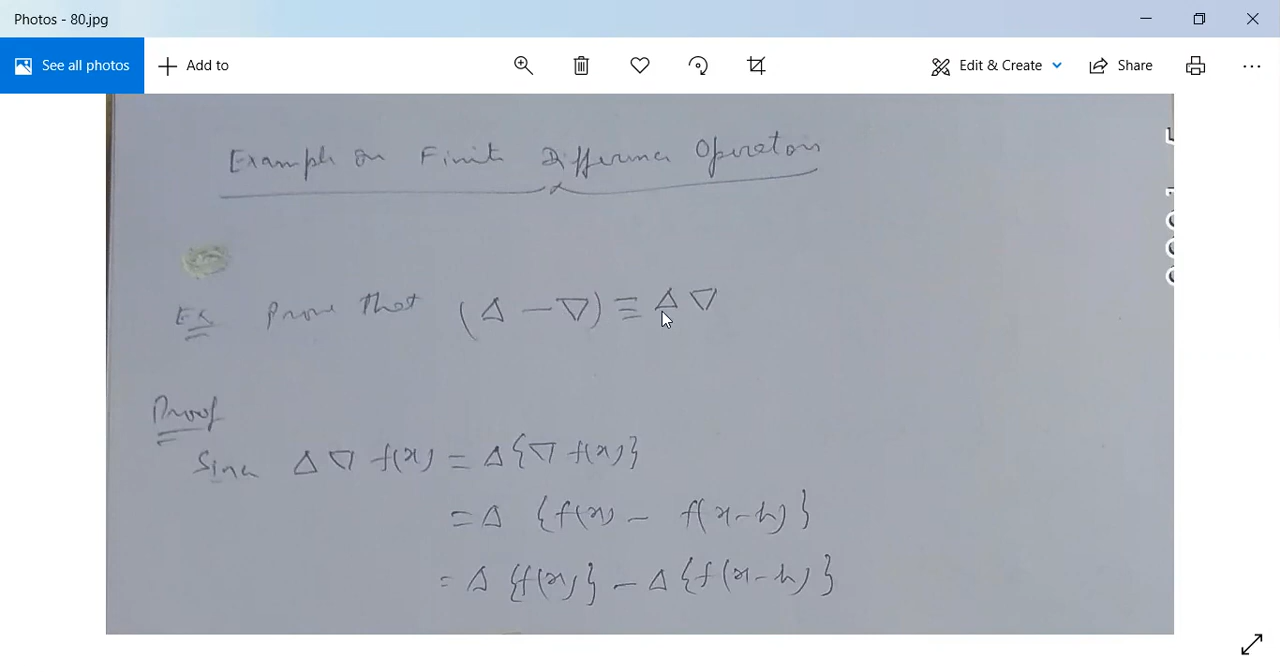 Photos - 80.jpg
See all photos
Add to
Edit & Create
Share
Example on Finite Difference Operators
Ex Prove that (Δ − ∇) ≡ Δ ∇
Proof
Since Δ ∇ f(x) = Δ {∇ f(x)}
= Δ {f(x) − f(x−h)}
= Δ {f(x)} − Δ {f(x−h)}